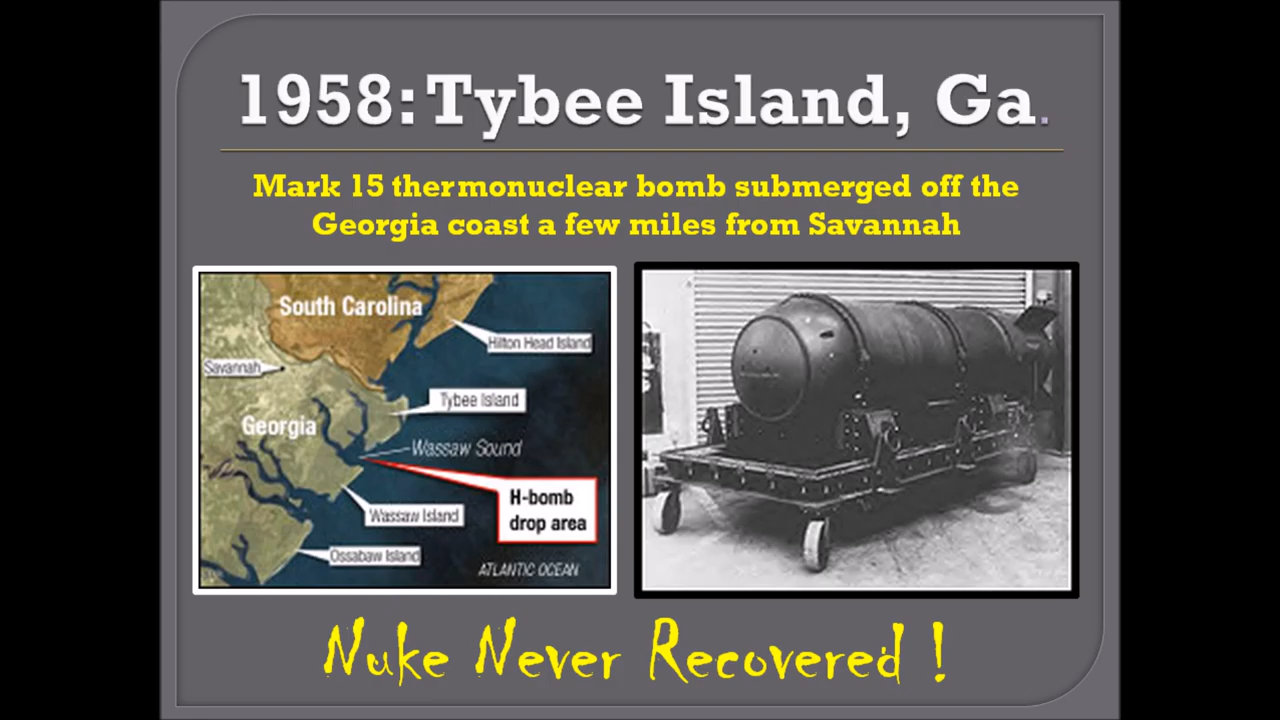 1958: Tybee Island, Ga.
Mark 15 thermonuclear bomb submerged off the
Georgia coast a few miles from Savannah
South Carolina
Hilton Head Island
Savannah
Tybee Island
Georgia
Wassaw Sound
H-bomb
drop area
Wassaw Island
Ossabaw Island
ATLANTIC OCEAN
Nuke Never Recovered !